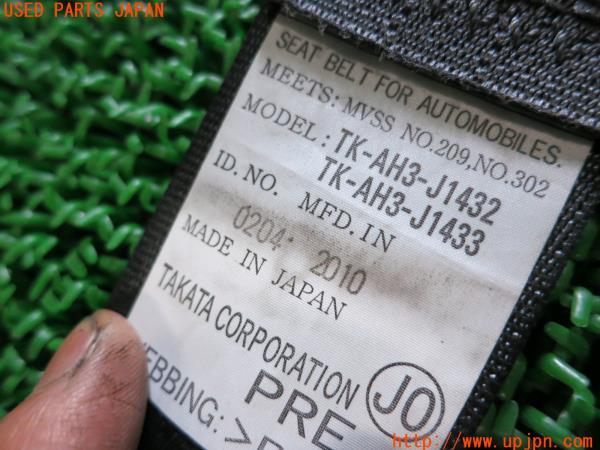 USED PARTS JAPAN
SEAT BELT FOR AUTOMOBILES.
MEETS: MVSS NO.209, NO.302
MODEL: TK-AH3-J1432
TK-AH3-J1433
ID.NO. MFD.IN
0204: 2010
MADE IN JAPAN
TAKATA CORPORATION
JO
PRE
EBBING: >P
http://www.upjpn.com/